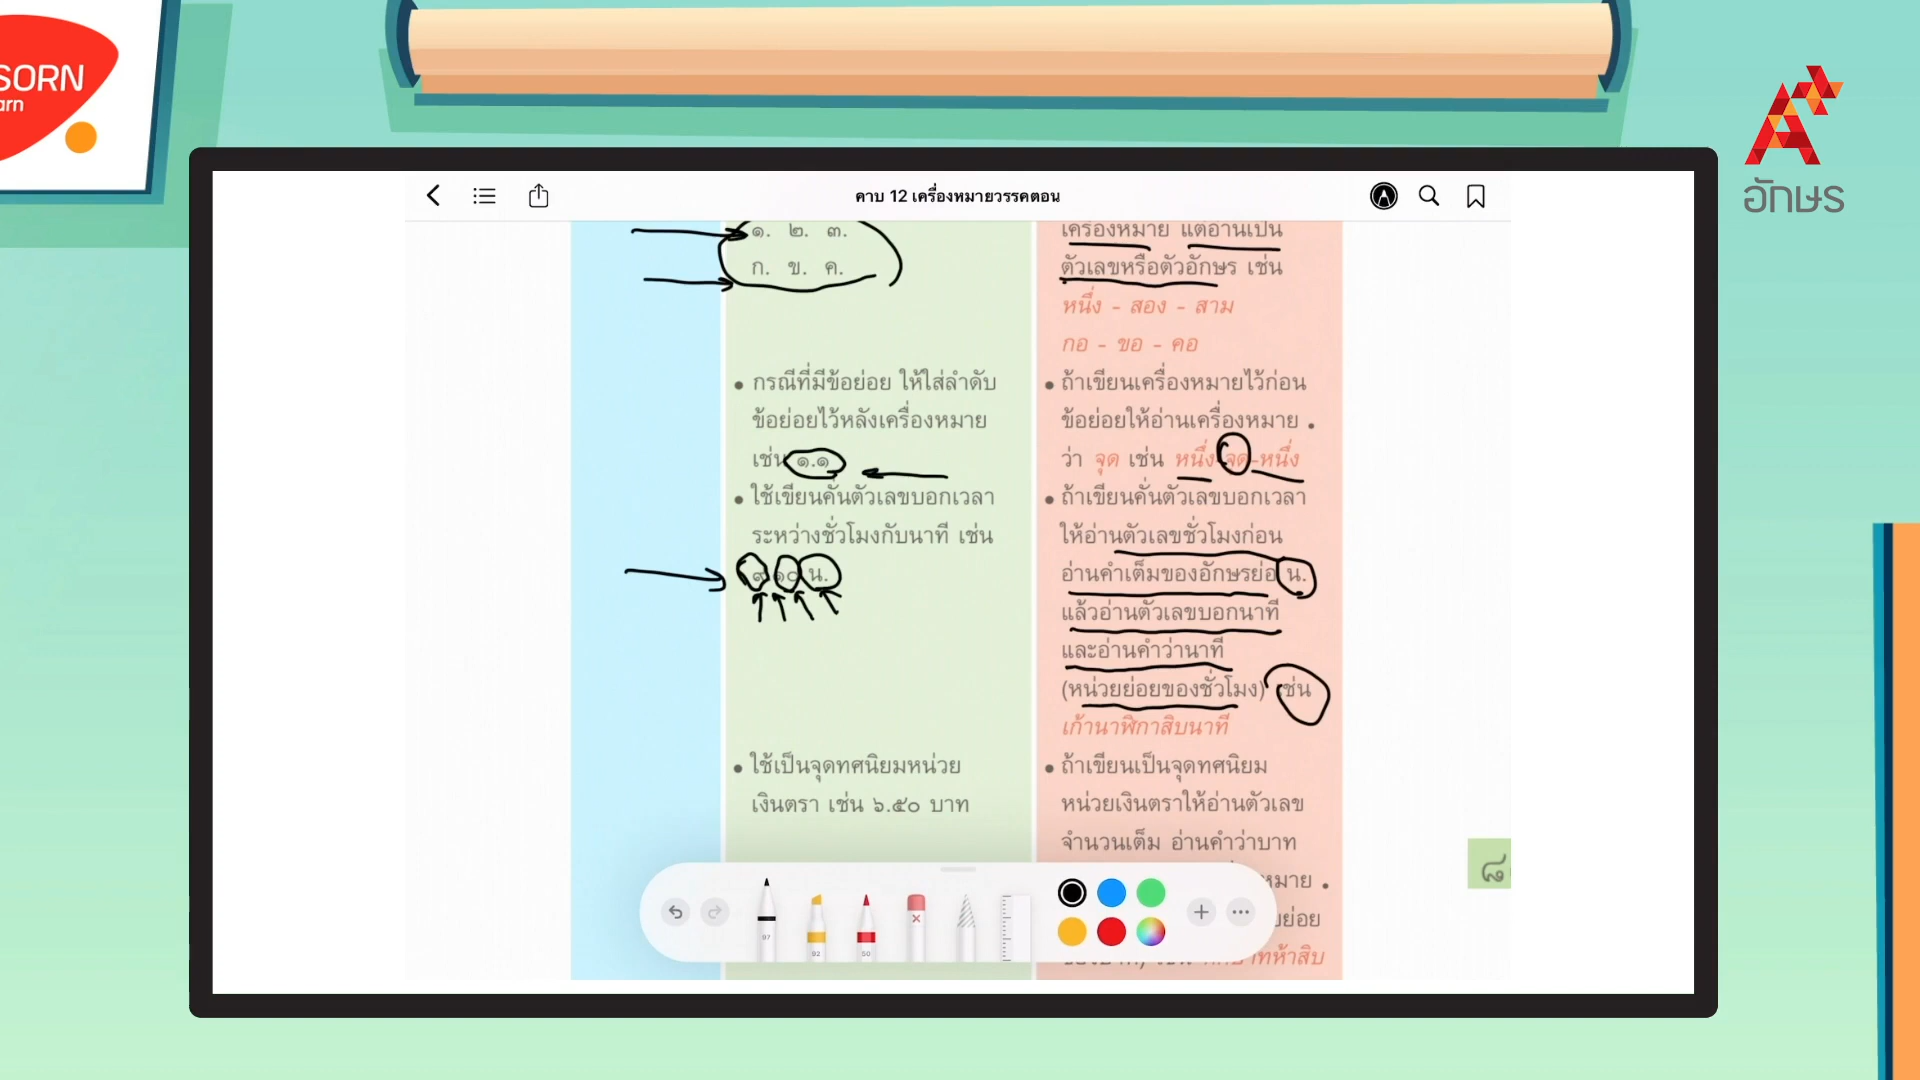 SORN
arn
อักษร
คาบ 12 เครื่องหมายวรรคตอน
๑. ๒. ๓.
ก. ข. ค.
กรณีที่มีข้อย่อย ให้ใส่ลำดับ
ข้อย่อยไว้หลังเครื่องหมาย
เช่น ๑.๑
ใช้เขียนคั่นตัวเลขบอกเวลา
ระหว่างชั่วโมงกับนาที เช่น
๙.๑๐ น.
ใช้เป็นจุดทศนิยมหน่วย
เงินตรา เช่น ๖.๕๐ บาท
เครื่องหมาย แต่อ่านเป็น
ตัวเลขหรือตัวอักษร เช่น
หนึ่ง - สอง - สาม
กอ - ขอ - คอ
ถ้าเขียนเครื่องหมายไว้ก่อน
ข้อย่อยให้อ่านเครื่องหมาย .
ว่า จุด เช่น หนึ่ง-จุด-หนึ่ง
ถ้าเขียนคั่นตัวเลขบอกเวลา
ให้อ่านตัวเลขชั่วโมงก่อน
อ่านคำเต็มของอักษรย่อ น.
แล้วอ่านตัวเลขบอกนาที
และอ่านคำว่านาที
(หน่วยย่อยของชั่วโมง) เช่น
เก้านาฬิกาสิบนาที
ถ้าเขียนเป็นจุดทศนิยม
หน่วยเงินตราให้อ่านตัวเลข
จำนวนเต็ม อ่านคำว่าบาท
หมาย .
ย่อย
ทห้าสิบ
๘
97
92
50